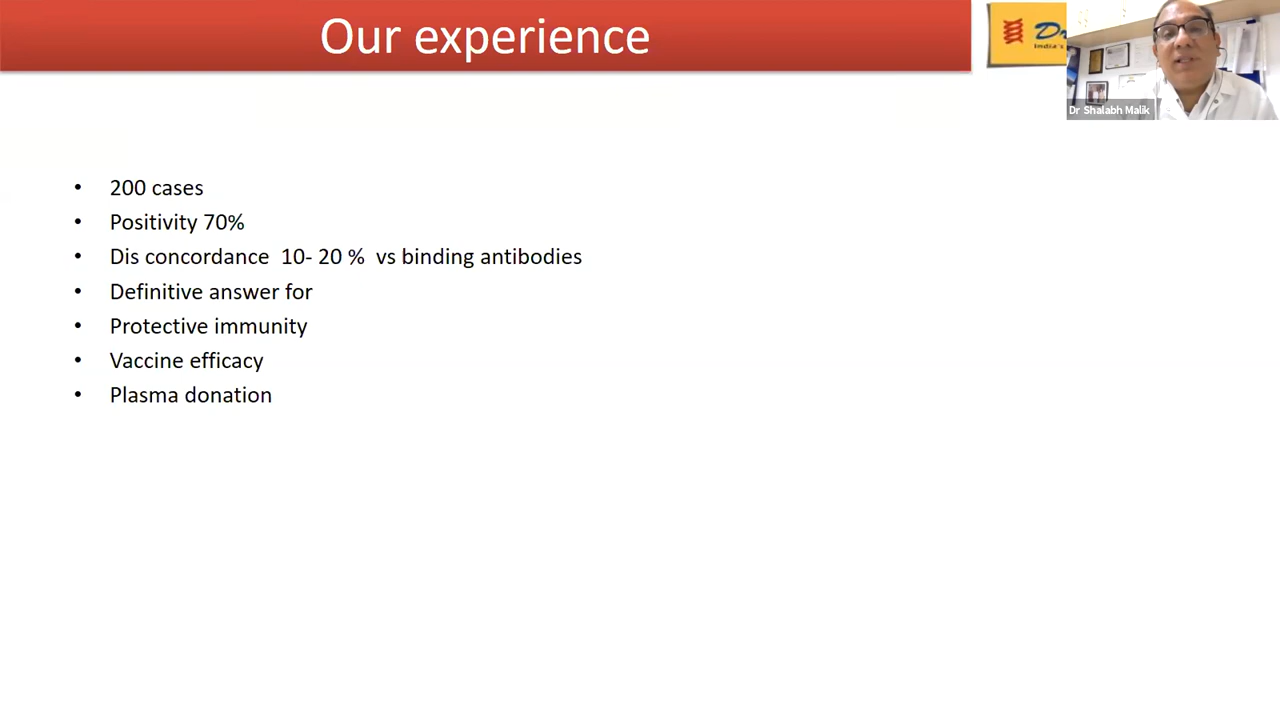 Our experience
India's
Dr Shalabh Malik
• 200 cases
• Positivity 70%
• Dis concordance 10- 20 % vs binding antibodies
• Definitive answer for
• Protective immunity
• Vaccine efficacy
• Plasma donation